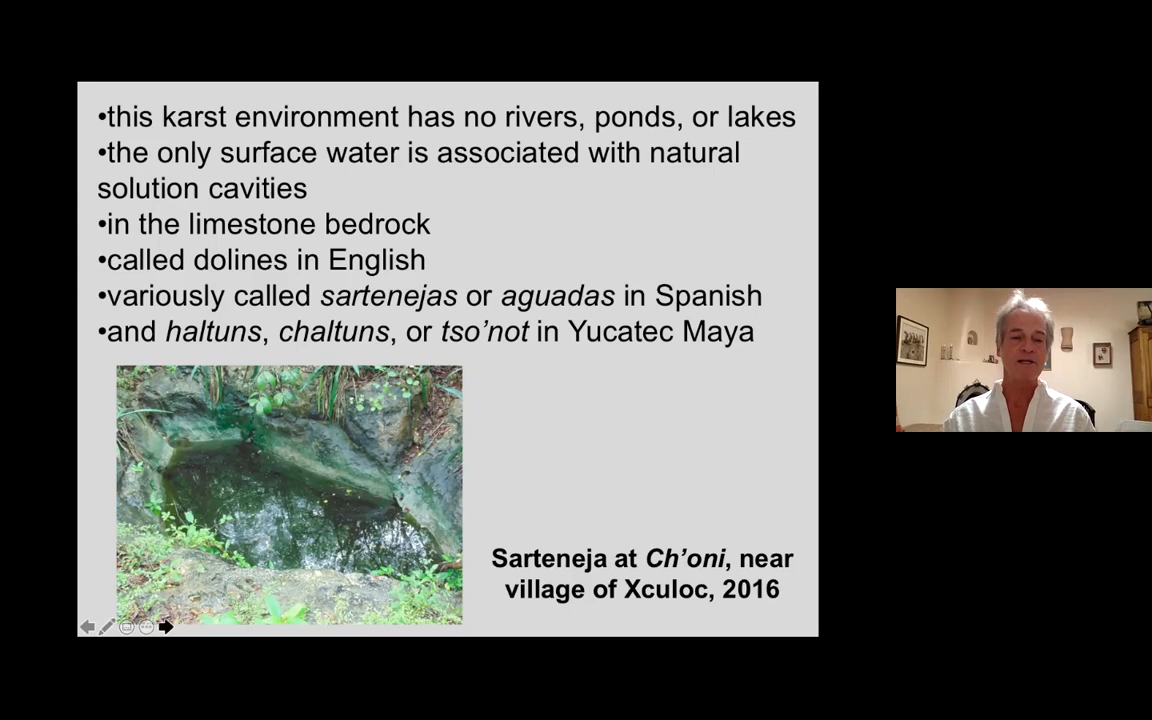 •this karst environment has no rivers, ponds, or lakes
•the only surface water is associated with natural
solution cavities
•in the limestone bedrock
•called dolines in English
•variously called sartenejas or aguadas in Spanish
•and haltuns, chaltuns, or tso’not in Yucatec Maya
Sarteneja at Ch’oni, near
village of Xculoc, 2016